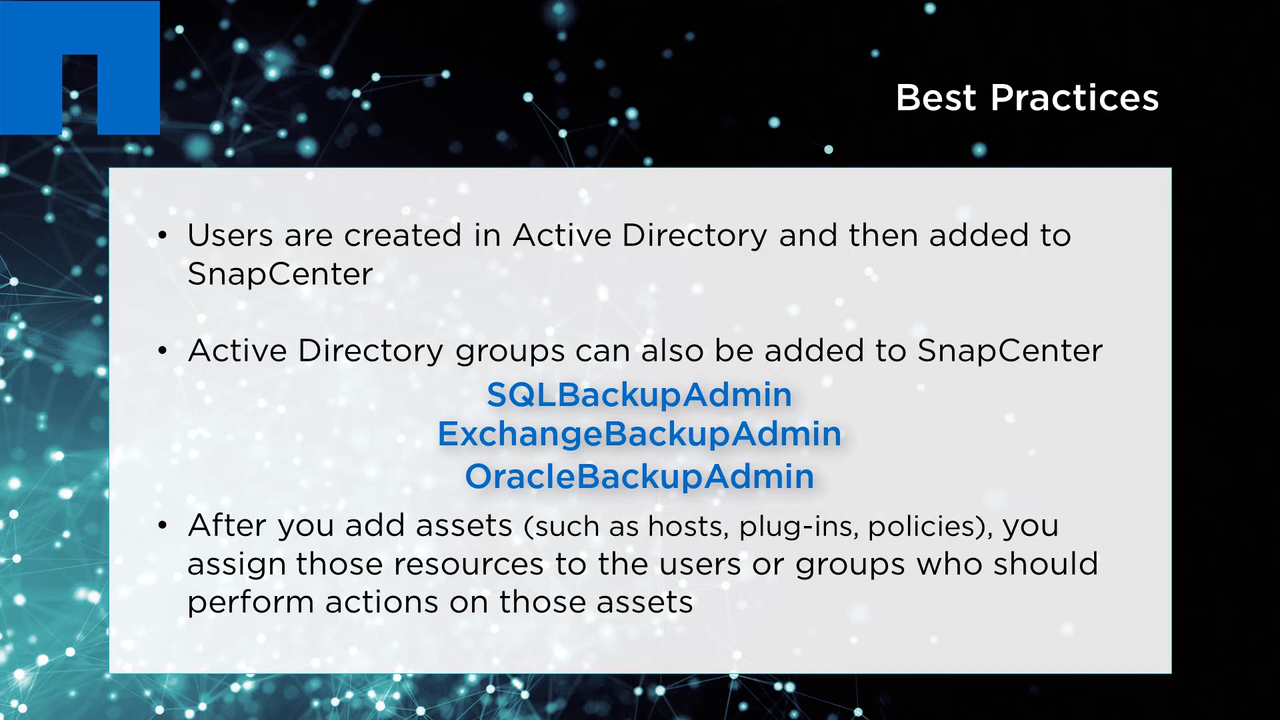 Best Practices
• Users are created in Active Directory and then added to
SnapCenter
• Active Directory groups can also be added to SnapCenter
SQLBackupAdmin
ExchangeBackupAdmin
OracleBackupAdmin
• After you add assets (such as hosts, plug-ins, policies), you
assign those resources to the users or groups who should
perform actions on those assets